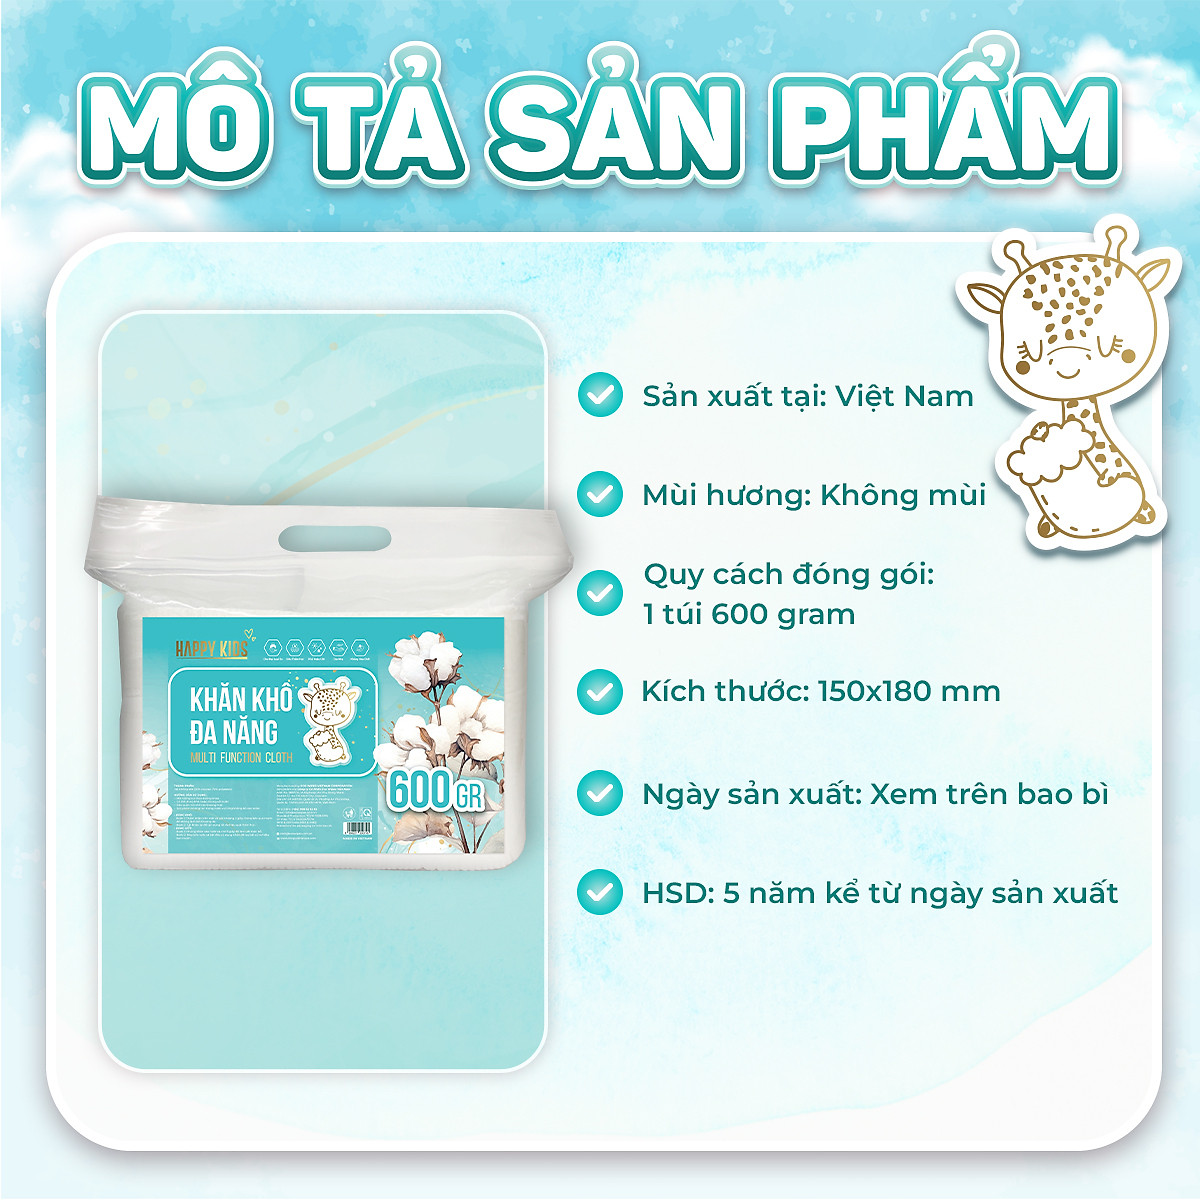 MÔ TẢ SẢN PHẨM
Sản xuất tại: Việt Nam
Mùi hương: Không mùi
Quy cách đóng gói:
1 túi 600 gram
Kích thước: 150x180 mm
Ngày sản xuất: Xem trên bao bì
HSD: 5 năm kể từ ngày sản xuất
HAPPY KIDS
KHĂN KHÔ
ĐA NĂNG
MULTI FUNCTION CLOTH
600GR